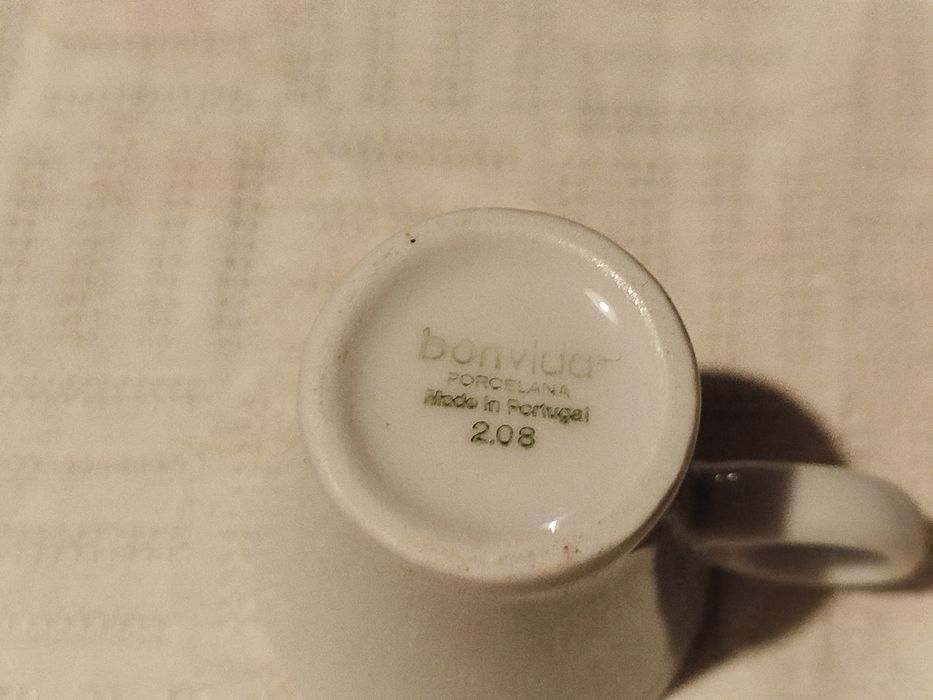 bonvida
PORCELANA
Made in Portugal
2.08